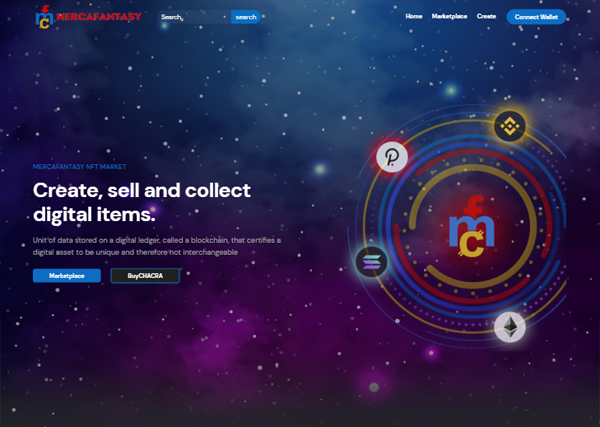 MERCAFANTASY
Search.
search
Home
Marketplace
Create
Connect Wallet
MERCAFANTASY NFT MARKET
Create, sell and collect
digital items.
Unit of data stored on a digital ledger, called a blockchain, that certifies a
digital asset to be unique and therefore not interchangeable
Marketplace
BuyCHACRA
fmc